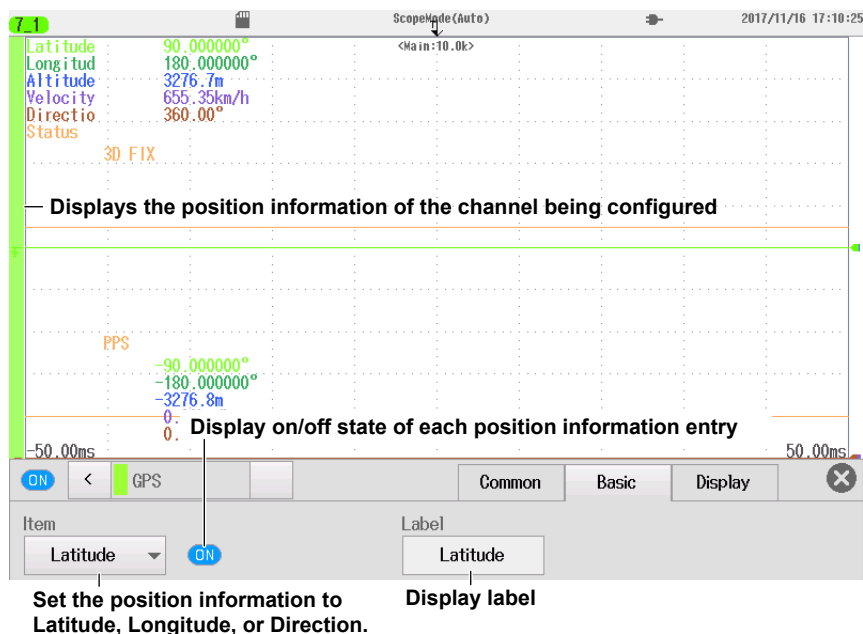 7_1
ScopeMode(Auto)
2017/11/16 17:10:25
<Main:10.0k>
Latitude 90.000000°
Longitud 180.000000°
Altitude 3276.7m
Velocity 655.35km/h
Directio 360.00°
Status
3D FIX
Displays the position information of the channel being configured
PPS
-90.000000°
-180.000000°
-3276.8m
0.
0.
Display on/off state of each position information entry
-50.00ms 50.00ms
ON < GPS Common Basic Display
Item Label
Latitude ON Latitude
Set the position information to
Latitude, Longitude, or Direction.
Display label